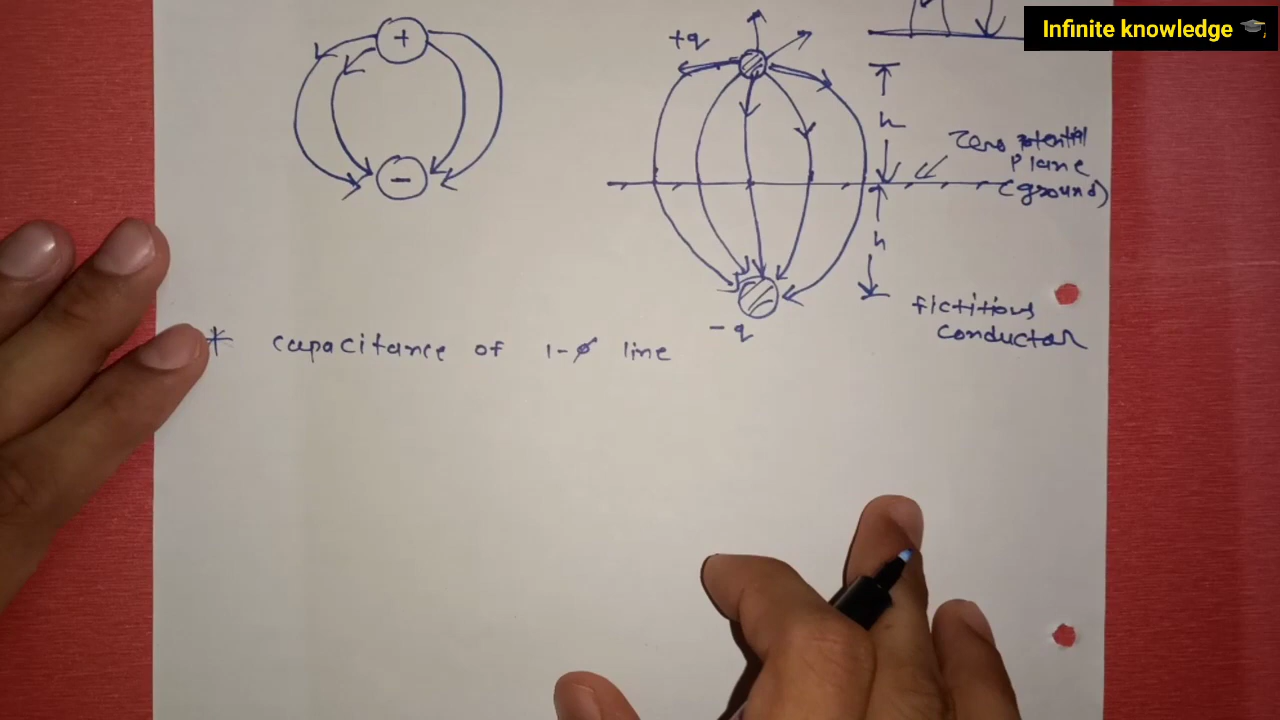 Infinite knowledge 🎓
+
−
+q
h
Zero potential
Plane
(ground)
h
fictitious
conductor
−q
* capacitance of 1-ϕ line